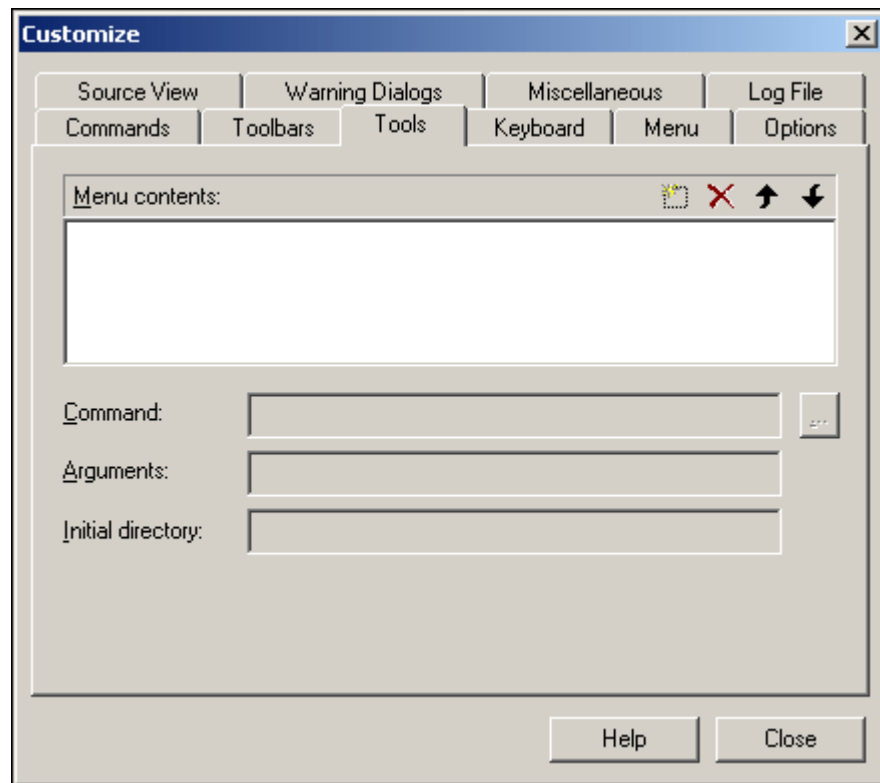 Customize
Source View Warning Dialogs Miscellaneous Log File
Commands Toolbars Tools Keyboard Menu Options
Menu contents:
Command:
...
Arguments:
Initial directory:
Help Close